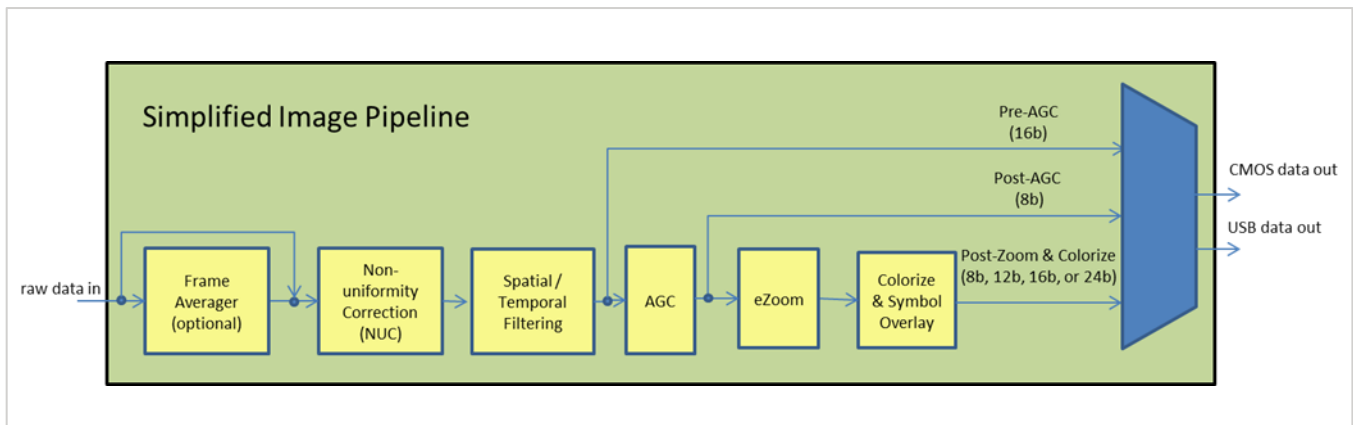 Simplified Image Pipeline
Pre-AGC
(16b)
CMOS data out
Post-AGC
(8b)
USB data out
Post-Zoom & Colorize
(8b, 12b, 16b, or 24b)
raw data in
Frame
Averager
(optional)
Non-
uniformity
Correction
(NUC)
Spatial /
Temporal
Filtering
AGC
eZoom
Colorize
& Symbol
Overlay